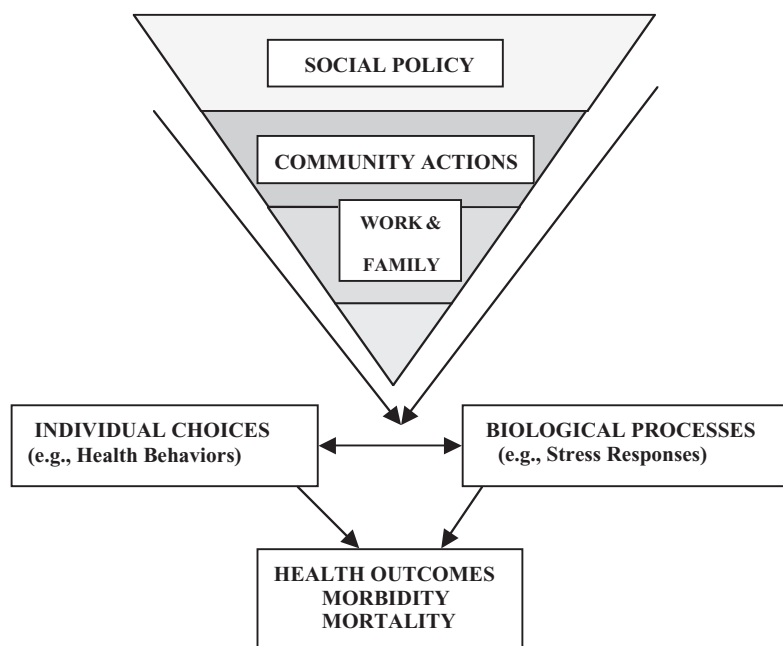 SOCIAL POLICY
COMMUNITY ACTIONS
WORK &
FAMILY
INDIVIDUAL CHOICES
(e.g., Health Behaviors)
BIOLOGICAL PROCESSES
(e.g., Stress Responses)
HEALTH OUTCOMES
MORBIDITY
MORTALITY